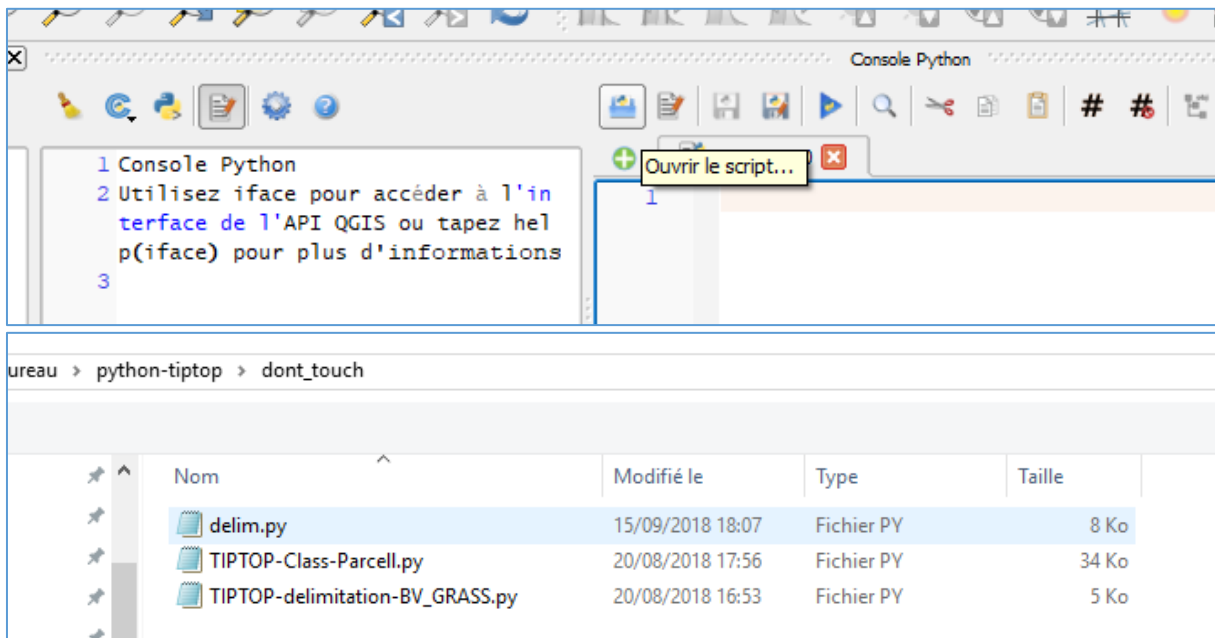 Console Python
Ouvrir le script...
1 Console Python
2 Utilisez iface pour accéder à l'in
terface de l'API QGIS ou tapez hel
p(iface) pour plus d'informations
3
1
ureau > python-tiptop > dont_touch
Nom Modifié le Type Taille
delim.py 15/09/2018 18:07 Fichier PY 8 Ko
TIPTOP-Class-Parcell.py 20/08/2018 17:56 Fichier PY 34 Ko
TIPTOP-delimitation-BV_GRASS.py 20/08/2018 16:53 Fichier PY 5 Ko